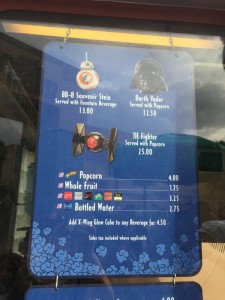 BB-8 Souvenir Stein
Served with Fountain Beverage
13.00
Darth Vader
Served with Popcorn
12.50
TIE Fighter
Served with Popcorn
25.00
Popcorn 4.00
Whole Fruit 1.75
3.25
Bottled Water 2.75
Add X-Wing Glow Cube to any Beverage for 4.50
Sales tax included where applicable